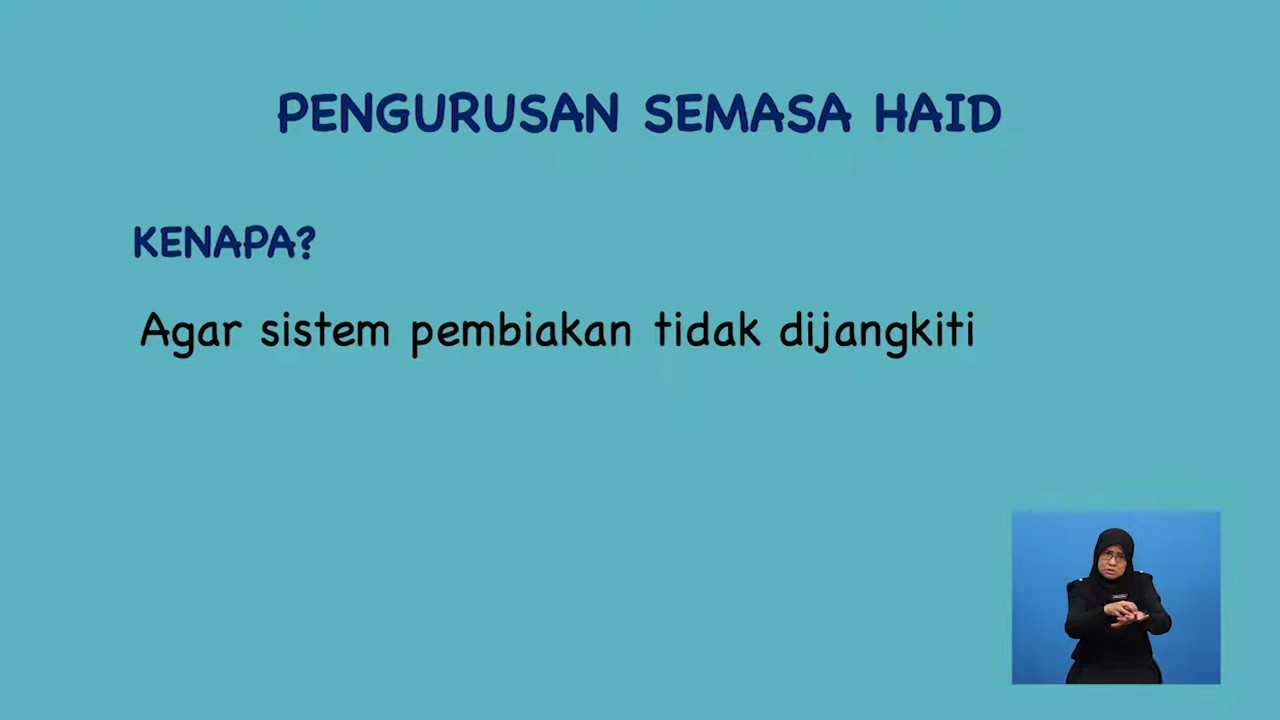 PENGURUSAN SEMASA HAID
KENAPA?
Agar sistem pembiakan tidak dijangkiti